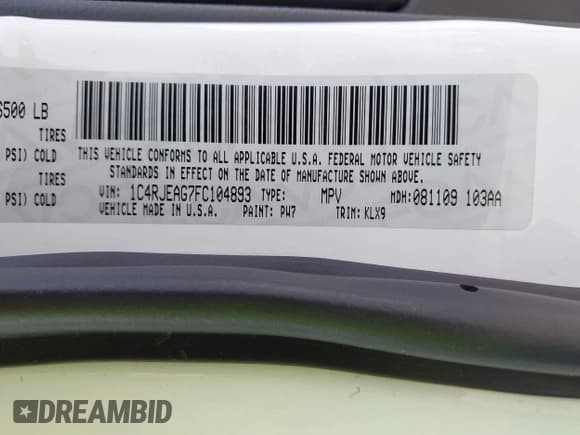 6500 LB
TIRES
PSI) COLD
TIRES
PSI) COLD
PSI) COLD
THIS VEHICLE CONFORMS TO ALL APPLICABLE U.S.A. FEDERAL MOTOR VEHICLE SAFETY
STANDARDS IN EFFECT ON THE DATE OF MANUFACTURE SHOWN ABOVE.
VIN: 1C4RJEAG7FC104893 TYPE: MPV MDH:081109 103AA
VEHICLE MADE IN U.S.A. PAINT: PW7 TRIM: KLX9
DREAMBID